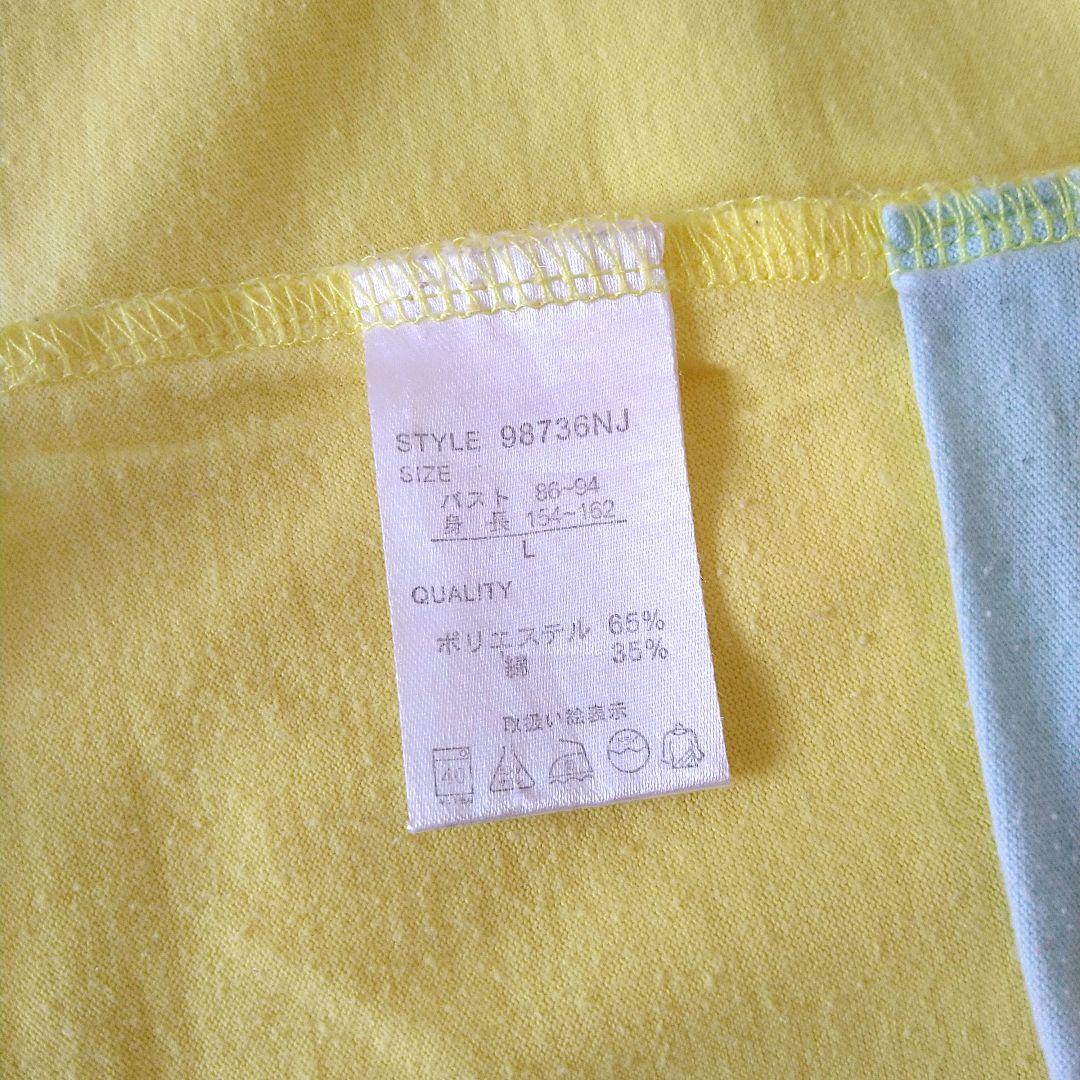 STYLE 98736NJ
SIZE
バスト 86~94
身長 154~162
L
QUALITY
ポリエステル 65%
綿 35%
取扱い絵表示
40